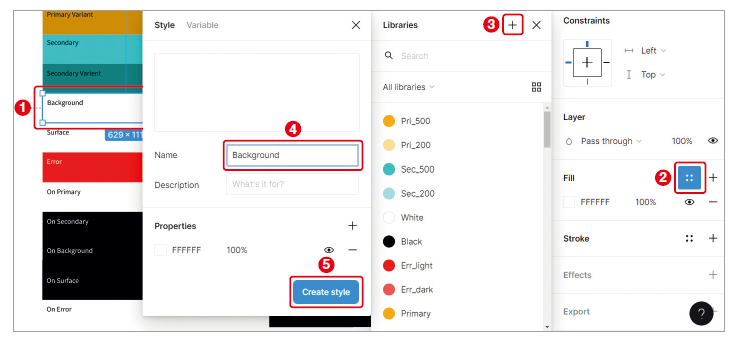 Primary Variant
Secondary
Secondary Varient
1
Background
Surface
629 × 111
Error
On Primary
On Secondary
On Background
On Surface
On Error
Style Variable
4
Name Background
Description What's it for?
Properties
FFFFFF 100%
5
Create style
Libraries
3
Search
All libraries
Pri_500
Pri_200
Sec_500
Sec_200
White
Black
Err_light
Err_dark
Primary
Constraints
Left
Top
Layer
Pass through 100%
Fill
2
FFFFFF 100%
Stroke
Effects
Export
?